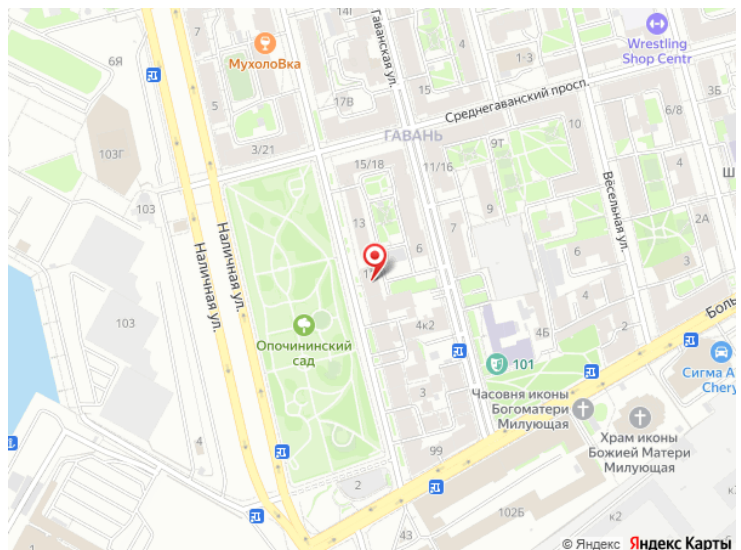 14Г
4
7
6Я
МухолоВка
Гаванская ул.
Wrestling
Shop Centr
1-3
15
17В
5
Среднегаванский просп.
6/8
ГАВАНЬ
10
3/21
9Т
4
103Г
15/18
11/16
Ш
Вёсельная ул.
103
13
9
2А
7
6
3
Наличная ул.
Наличная ул.
6
4
Боль
103
4к2
4Б
2
Опочининский
сад
101
Сигма А
Chery
3
Часовня иконы
Богоматери
Милующая
Храм иконы
Божией Матери
Милующая
4
99
2
102Б
к2
к2
43
© Яндекс Яндекс Карты